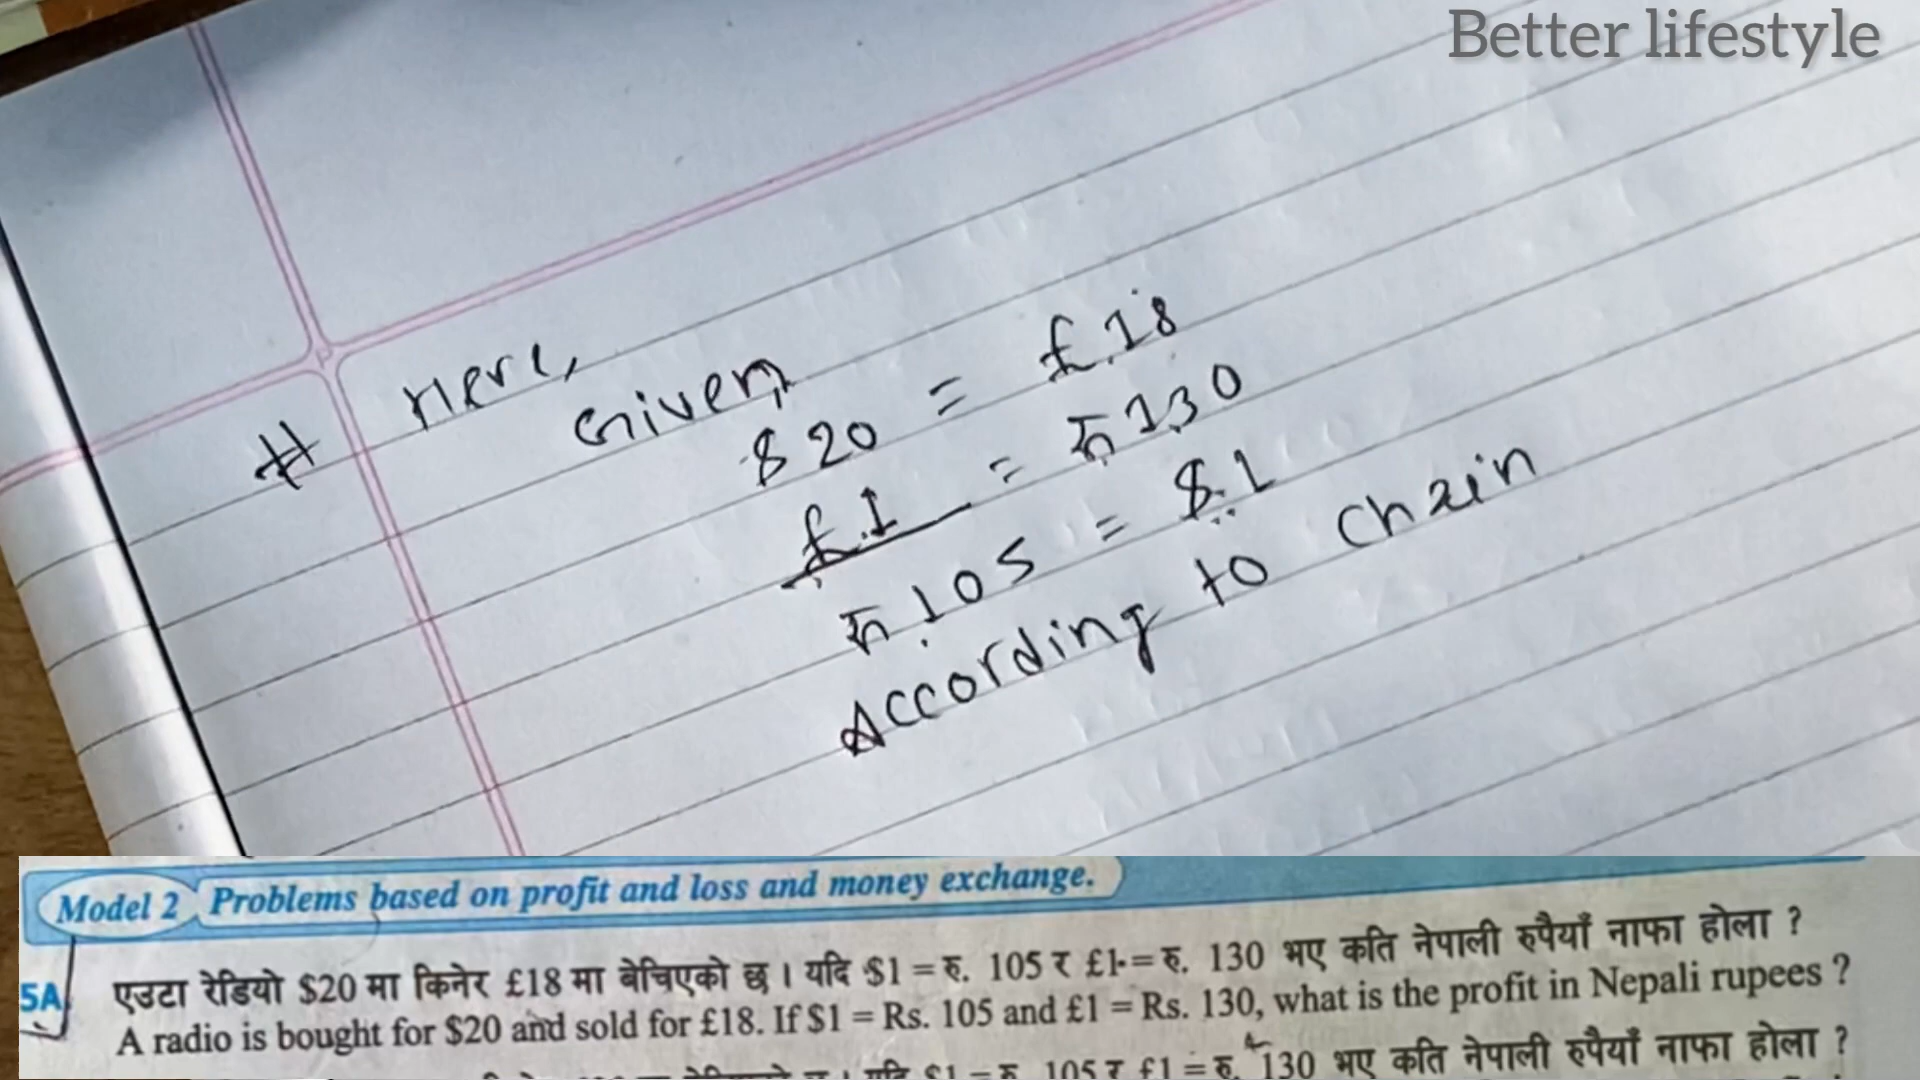 Better lifestyle
# Here,
Given
$ 20 = £.18
£.1 = रु 130
रु 105 = $.1
According to chain
Model 2 Problems based on profit and loss and money exchange.
5A एउटा रेडियो $20 मा किनेर £18 मा बेचिएको छ । यदि $1 = रु. 105 र £1 = रु. 130 भए कति नेपाली रुपैयाँ नाफा होला ?
A radio is bought for $20 and sold for £18. If $1 = Rs. 105 and £1 = Rs. 130, what is the profit in Nepali rupees ?
105 र £1 = रु. 130 भए कति नेपाली रुपैयाँ नाफा होला ?